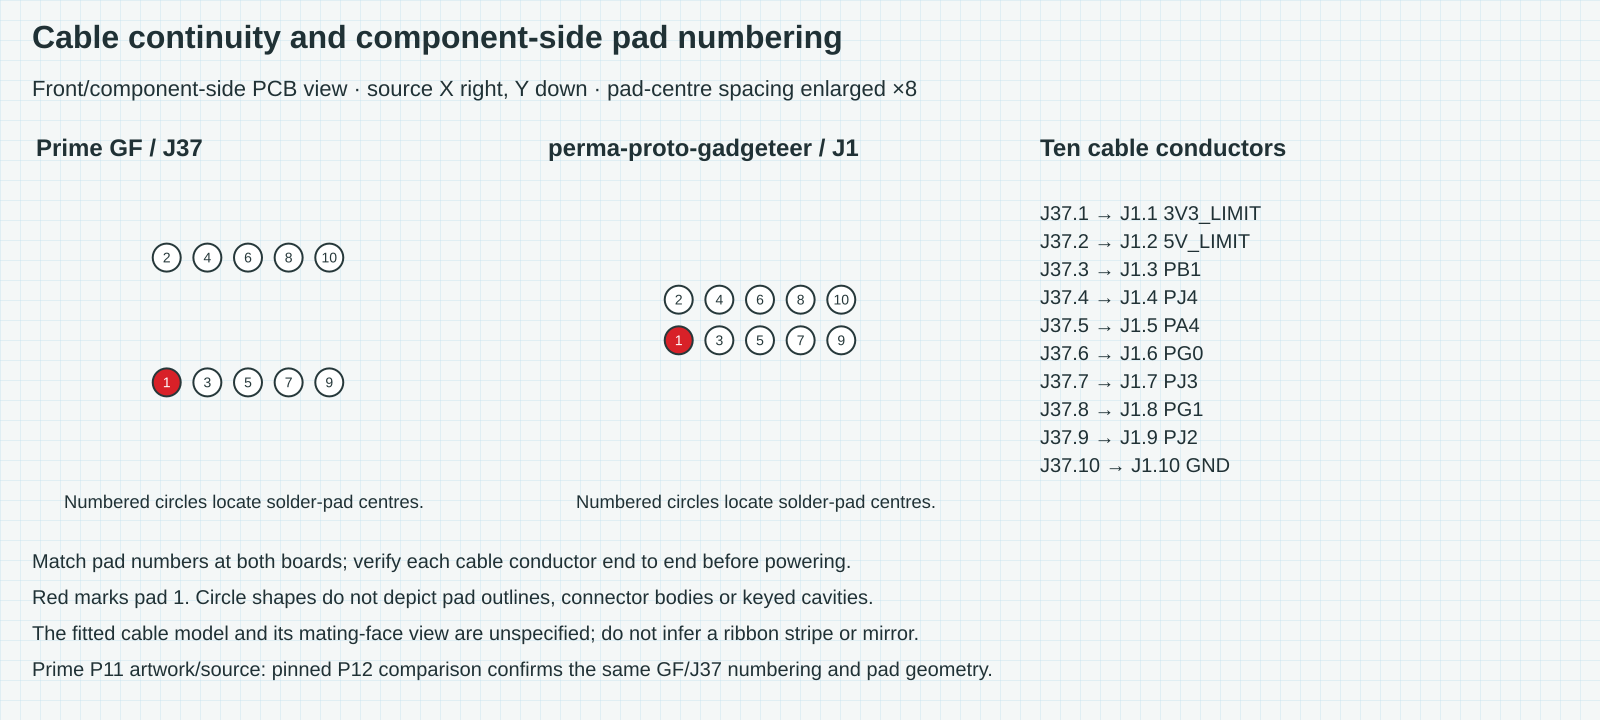 Cable continuity and component-side pad numbering
Front/component-side PCB view · source X right, Y down · pad-centre spacing enlarged ×8
Prime GF / J37
2 4 6 8 10
1 3 5 7 9
Numbered circles locate solder-pad centres.
perma-proto-gadgeteer / J1
2 4 6 8 10
1 3 5 7 9
Numbered circles locate solder-pad centres.
Ten cable conductors
J37.1 → J1.1 3V3_LIMIT
J37.2 → J1.2 5V_LIMIT
J37.3 → J1.3 PB1
J37.4 → J1.4 PJ4
J37.5 → J1.5 PA4
J37.6 → J1.6 PG0
J37.7 → J1.7 PJ3
J37.8 → J1.8 PG1
J37.9 → J1.9 PJ2
J37.10 → J1.10 GND
Match pad numbers at both boards; verify each cable conductor end to end before powering.
Red marks pad 1. Circle shapes do not depict pad outlines, connector bodies or keyed cavities.
The fitted cable model and its mating-face view are unspecified; do not infer a ribbon stripe or mirror.
Prime P11 artwork/source: pinned P12 comparison confirms the same GF/J37 numbering and pad geometry.